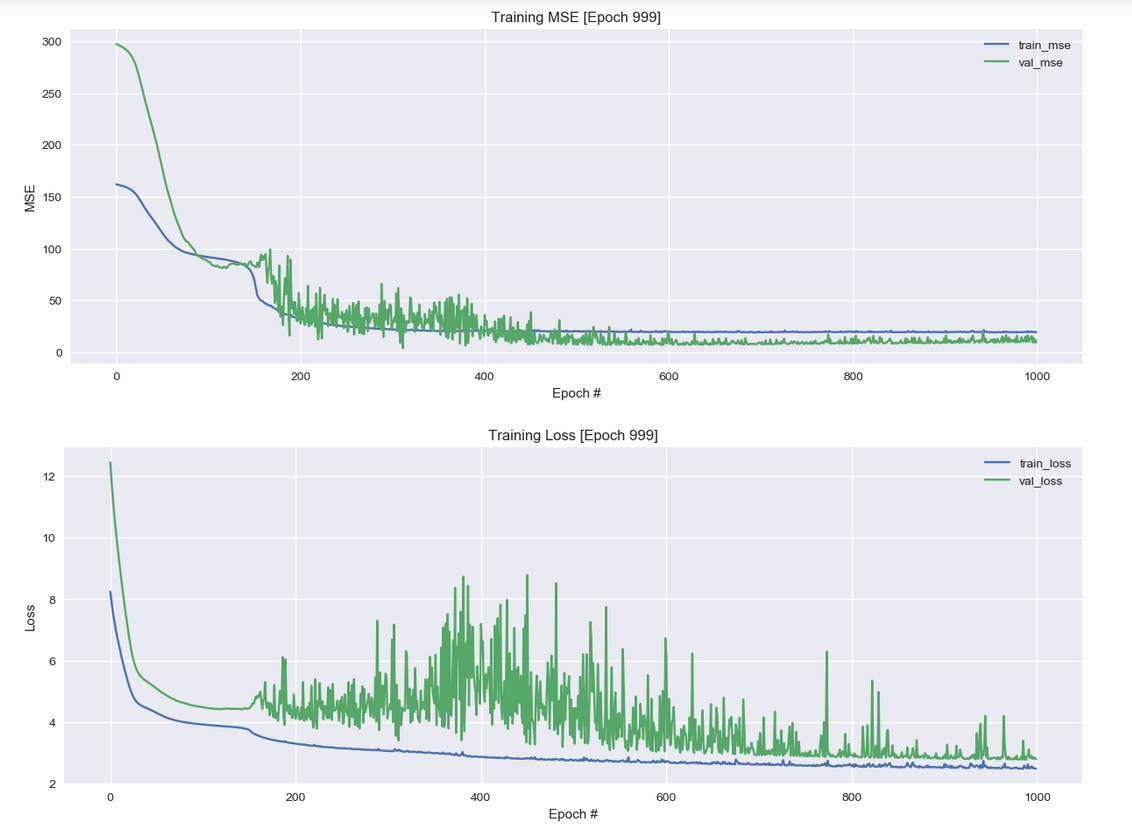 Training MSE [Epoch 999]
300
250
200
150
100
50
0
MSE
train_mse
val_mse
0 200 400 600 800 1000
Epoch #
Training Loss [Epoch 999]
12
10
8
6
4
2
Loss
train_loss
val_loss
0 200 400 600 800 1000
Epoch #